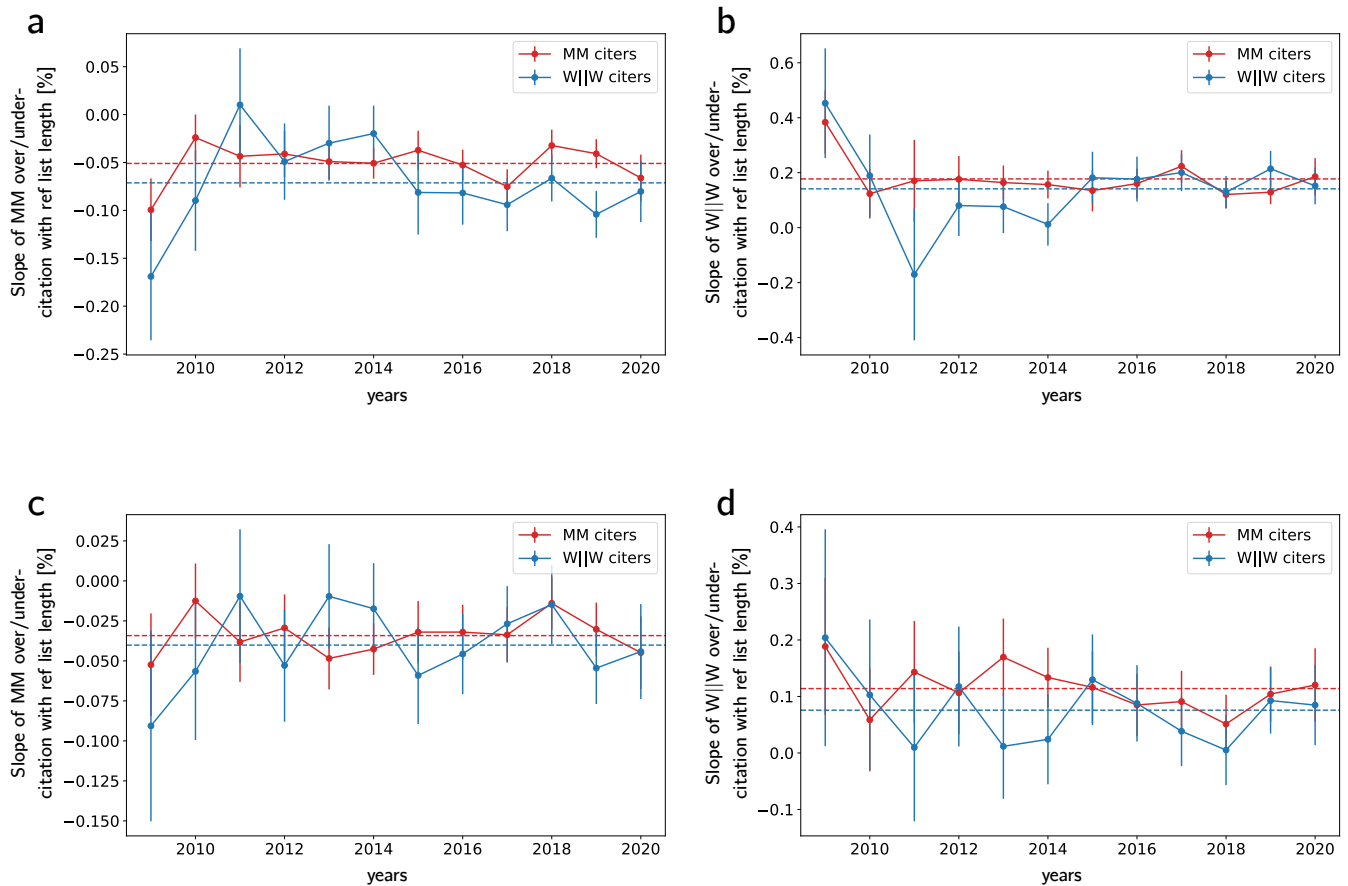 a
Slope of MM over/under-
citation with ref list length [%]
0.05
0.00
−0.05
−0.10
−0.15
−0.20
−0.25
MM citers
W||W citers
2010 2012 2014 2016 2018 2020
years
b
Slope of W||W over/under-
citation with ref list length [%]
0.6
0.4
0.2
0.0
−0.2
−0.4
MM citers
W||W citers
2010 2012 2014 2016 2018 2020
years
c
Slope of MM over/under-
citation with ref list length [%]
0.025
0.000
−0.025
−0.050
−0.075
−0.100
−0.125
−0.150
MM citers
W||W citers
2010 2012 2014 2016 2018 2020
years
d
Slope of W||W over/under-
citation with ref list length [%]
0.4
0.3
0.2
0.1
0.0
−0.1
MM citers
W||W citers
2010 2012 2014 2016 2018 2020
years